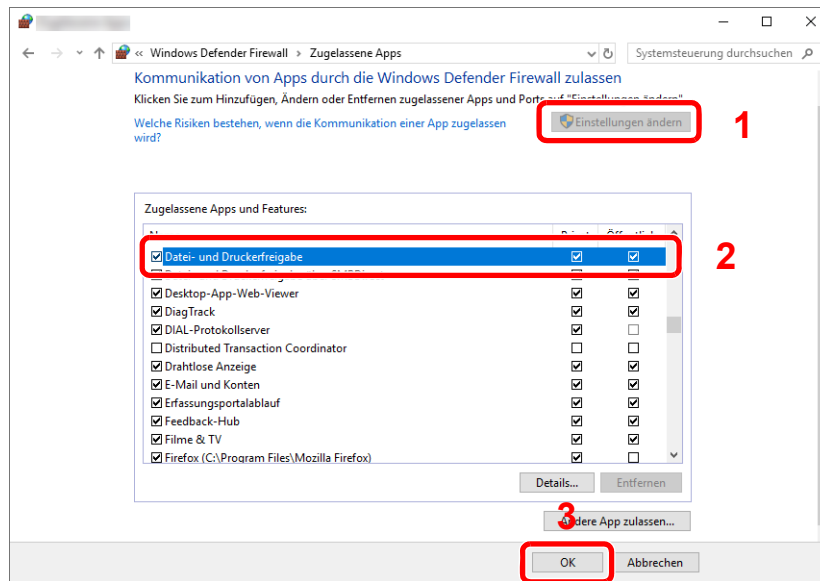 « Windows Defender Firewall › Zugelassene Apps
Systemsteuerung durchsuchen
Kommunikation von Apps durch die Windows Defender Firewall zulassen
Klicken Sie zum Hinzufügen, Ändern oder Entfernen zugelassener Apps und Ports auf "Einstellungen ändern".
Welche Risiken bestehen, wenn die Kommunikation einer App zugelassen
wird?
Einstellungen ändern
1
Zugelassene Apps und Features:
Datei- und Druckerfreigabe
2
Desktop-App-Web-Viewer
DiagTrack
DIAL-Protokollserver
Distributed Transaction Coordinator
Drahtlose Anzeige
E-Mail und Konten
Erfassungsportalablauf
Feedback-Hub
Filme & TV
Firefox (C:\Program Files\Mozilla Firefox)
Details...
Entfernen
3
Andere App zulassen...
OK
Abbrechen